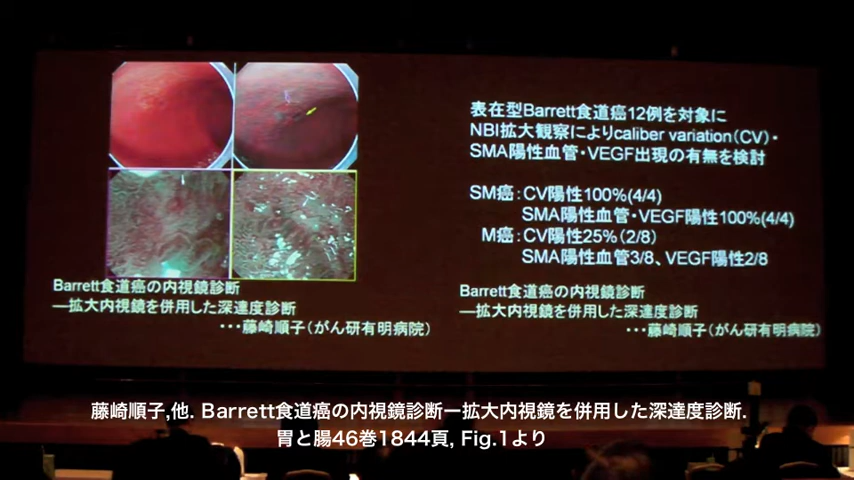 Barrett食道癌の内視鏡診断
―拡大内視鏡を併用した深達度診断
・・・藤崎順子(がん研有明病院)
表在型Barrett食道癌12例を対象に
NBI拡大観察によりcaliber variation(CV)・
SMA陽性血管・VEGF出現の有無を検討
SM癌:CV陽性100%(4/4)
SMA陽性血管・VEGF陽性100%(4/4)
M癌:CV陽性25%(2/8)
SMA陽性血管3/8、VEGF陽性2/8
Barrett食道癌の内視鏡診断
―拡大内視鏡を併用した深達度診断
・・・藤崎順子(がん研有明病院)
藤崎順子,他. Barrett食道癌の内視鏡診断―拡大内視鏡を併用した深達度診断.
胃と腸46巻1844頁, Fig.1より